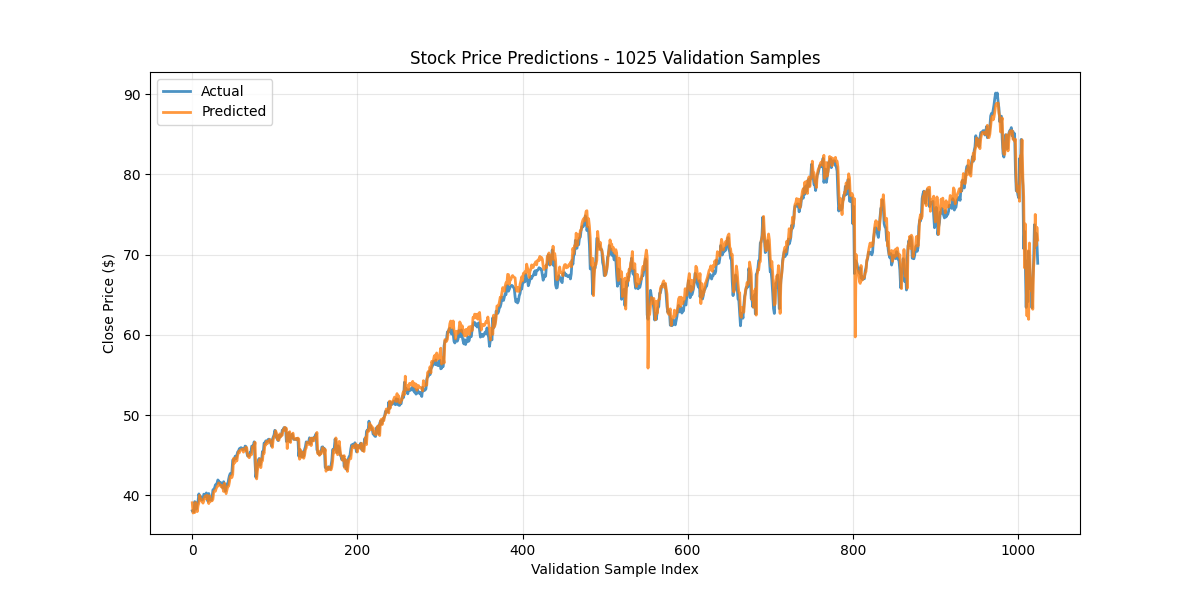 Stock Price Predictions - 1025 Validation Samples
Actual
Predicted
90
80
70
60
50
40
Close Price ($)
0
200
400
600
800
1000
Validation Sample Index